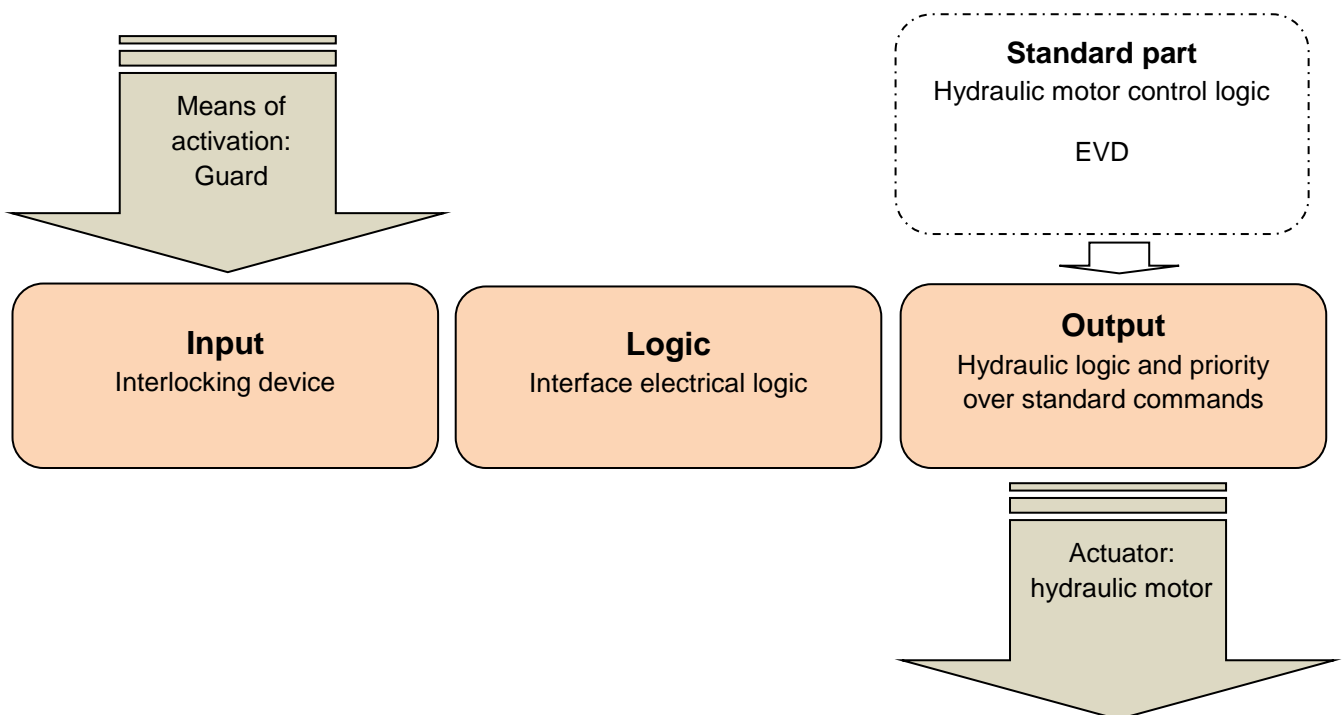 Means of
activation:
Guard
Standard part
Hydraulic motor control logic
EVD
Input
Interlocking device
Logic
Interface electrical logic
Output
Hydraulic logic and priority
over standard commands
Actuator:
hydraulic motor